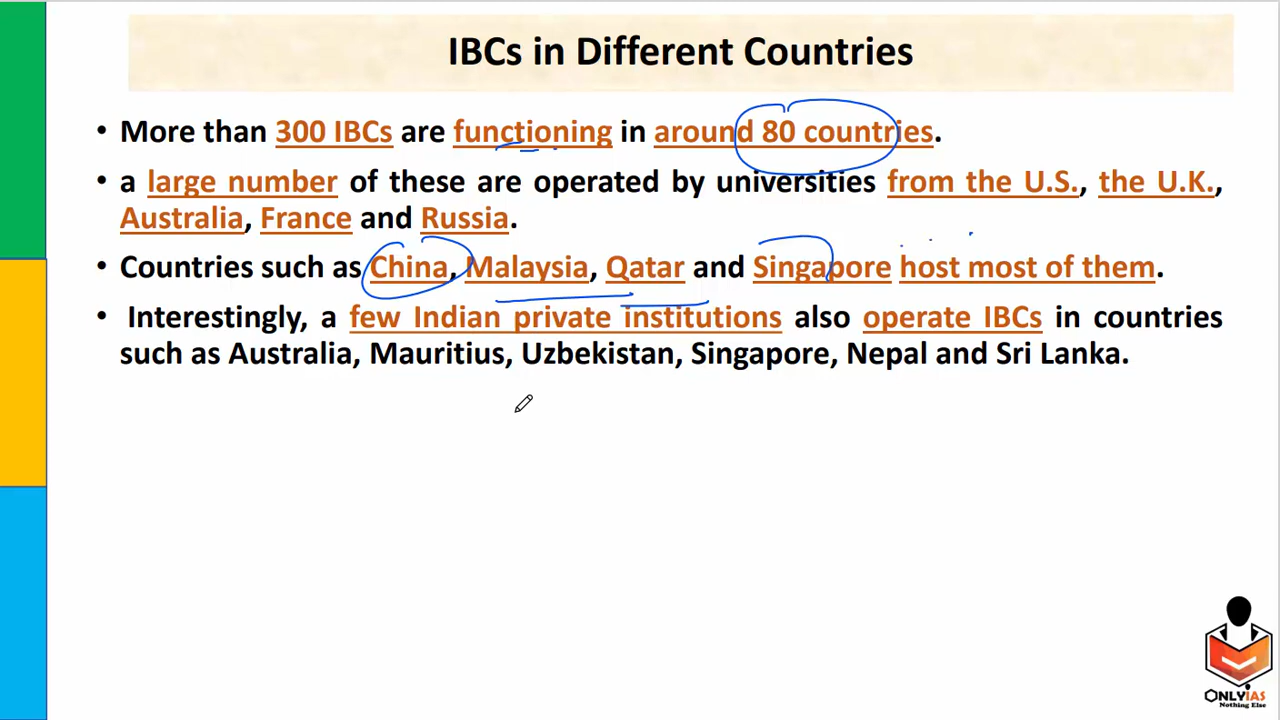 IBCs in Different Countries
• More than 300 IBCs are functioning in around 80 countries.
• a large number of these are operated by universities from the U.S., the U.K.,
Australia, France and Russia.
• Countries such as China, Malaysia, Qatar and Singapore host most of them.
• Interestingly, a few Indian private institutions also operate IBCs in countries
such as Australia, Mauritius, Uzbekistan, Singapore, Nepal and Sri Lanka.
ONLYIAS
Nothing Else